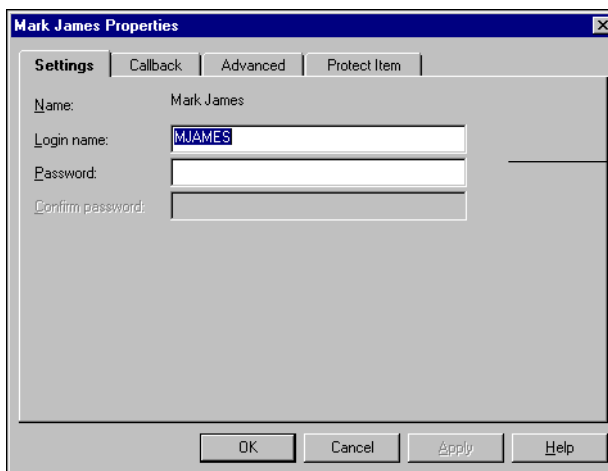 Mark James Properties
Settings Callback Advanced Protect Item
Name: Mark James
Login name: MJAMES
Password:
Confirm password:
OK Cancel Apply Help